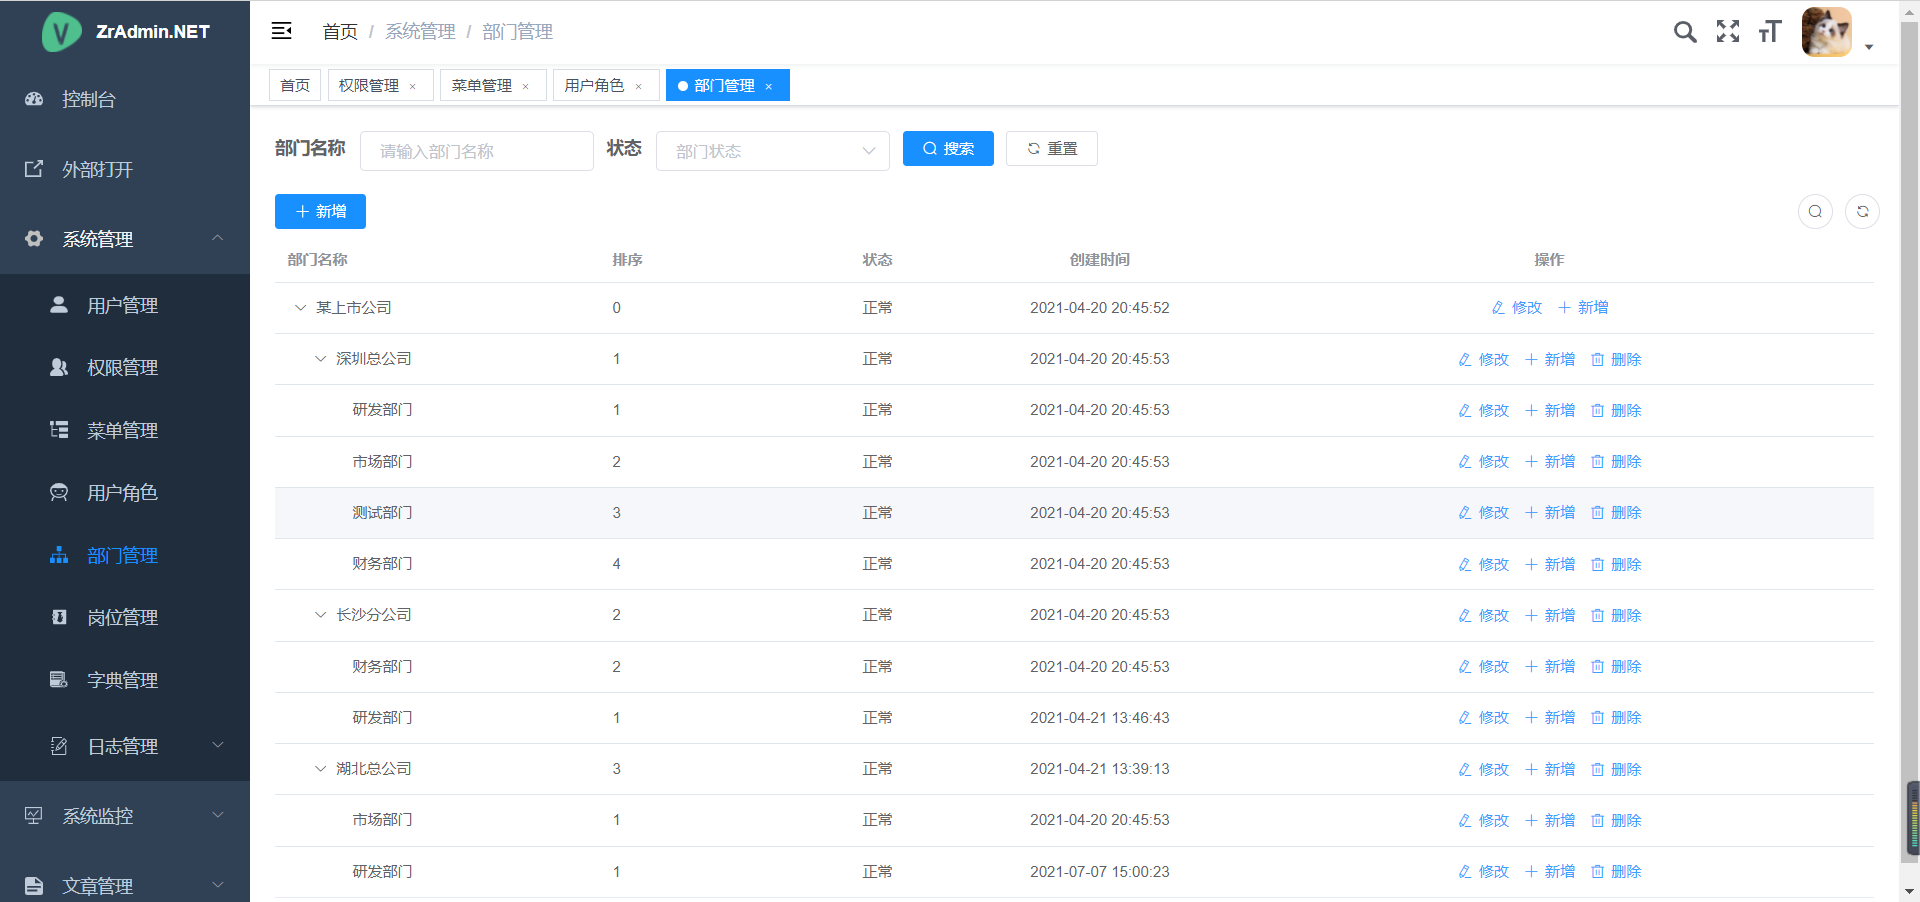 ZrAdmin.NET
控制台
外部打开
系统管理
用户管理
权限管理
菜单管理
用户角色
部门管理
岗位管理
字典管理
日志管理
系统监控
文章管理
首页 / 系统管理 / 部门管理
首页 权限管理 × 菜单管理 × 用户角色 × 部门管理 ×
部门名称 请输入部门名称 状态 部门状态 搜索 重置
新增
部门名称 排序 状态 创建时间 操作
某上市公司 0 正常 2021-04-20 20:45:52 修改 新增
深圳总公司 1 正常 2021-04-20 20:45:53 修改 新增 删除
研发部门 1 正常 2021-04-20 20:45:53 修改 新增 删除
市场部门 2 正常 2021-04-20 20:45:53 修改 新增 删除
测试部门 3 正常 2021-04-20 20:45:53 修改 新增 删除
财务部门 4 正常 2021-04-20 20:45:53 修改 新增 删除
长沙分公司 2 正常 2021-04-20 20:45:53 修改 新增 删除
财务部门 2 正常 2021-04-20 20:45:53 修改 新增 删除
研发部门 1 正常 2021-04-21 13:46:43 修改 新增 删除
湖北总公司 3 正常 2021-04-21 13:39:13 修改 新增 删除
市场部门 1 正常 2021-04-20 20:45:53 修改 新增 删除
研发部门 1 正常 2021-07-07 15:00:23 修改 新增 删除